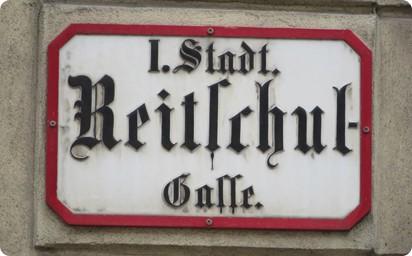 I. Stadt.
Reitſchul-
Gaſſe.